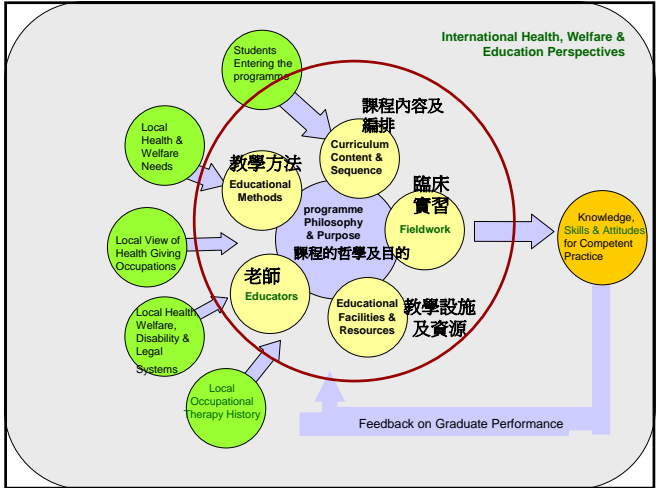 International Health, Welfare &
Education Perspectives
Students
Entering the
programme
課程內容及
編排
Curriculum
Content &
Sequence
Local
Health &
Welfare
Needs
教學方法
Educational
Methods
臨床
實習
Fieldwork
programme
Philosophy
& Purpose
課程的哲學及目的
Knowledge,
Skills & Attitudes
for Competent
Practice
Local View of
Health Giving
Occupations
老師
Educators
Educational
Facilities &
Resources
教學設施
及資源
Local Health
Welfare,
Disability &
Legal
Systems
Local
Occupational
Therapy History
Feedback on Graduate Performance